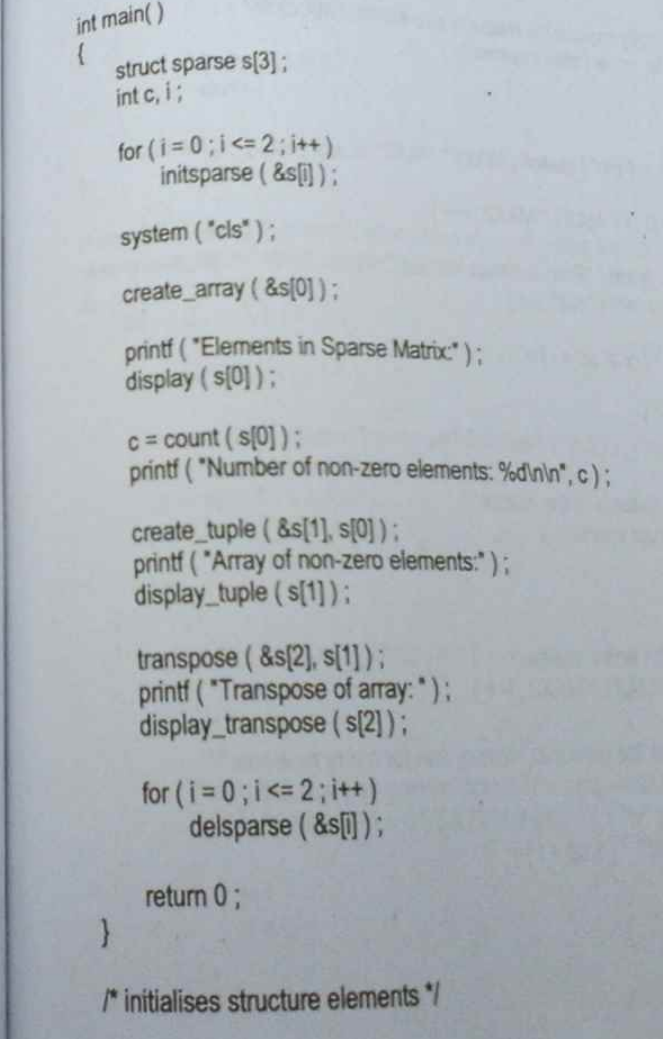 int main( )
{
struct sparse s[3] ;
int c, i ;
for ( i = 0 ; i <= 2 ; i++ )
initsparse ( &s[i] ) ;
system ( "cls" ) ;
create_array ( &s[0] ) ;
printf ( "Elements in Sparse Matrix:" ) ;
display ( s[0] ) ;
c = count ( s[0] ) ;
printf ( "Number of non-zero elements: %d\n\n", c ) ;
create_tuple ( &s[1], s[0] ) ;
printf ( "Array of non-zero elements:" ) ;
display_tuple ( s[1] ) ;
transpose ( &s[2], s[1] ) ;
printf ( "Transpose of array: " ) ;
display_transpose ( s[2] ) ;
for ( i = 0 ; i <= 2 ; i++ )
delsparse ( &s[i] ) ;
return 0 ;
}
/* initialises structure elements */